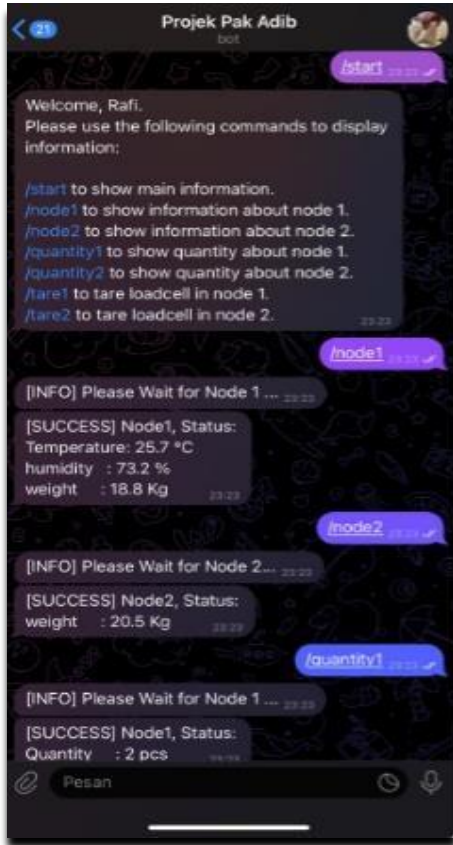 21
Projek Pak Adib
bot
/start 23:23
Welcome, Rafi.
Please use the following commands to display
information:
/start to show main information.
/node1 to show information about node 1.
/node2 to show information about node 2.
/quantity1 to show quantity about node 1.
/quantity2 to show quantity about node 2.
/tare1 to tare loadcell in node 1.
/tare2 to tare loadcell in node 2.
23:23
/node1 23:23
[INFO] Please Wait for Node 1 ... 23:23
[SUCCESS] Node1, Status:
Temperature: 25.7 °C
humidity : 73.2 %
weight : 18.8 Kg
23:23
/node2 23:23
[INFO] Please Wait for Node 2... 23:23
[SUCCESS] Node2, Status:
weight : 20.5 Kg
23:23
/quantity1 23:23
[INFO] Please Wait for Node 1 ... 23:23
[SUCCESS] Node1, Status:
Quantity : 2 pcs
23:23
Pesan